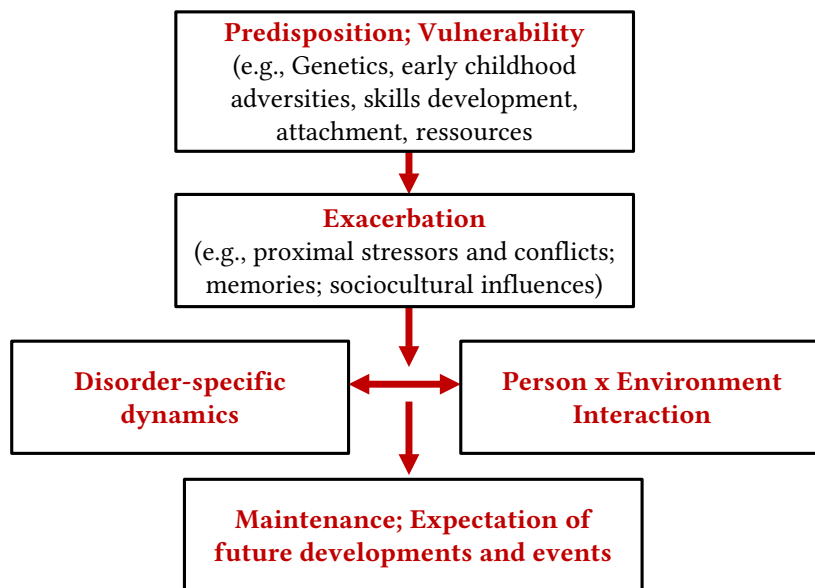 Predisposition; Vulnerability
(e.g., Genetics, early childhood
adversities, skills development,
attachment, ressources
Exacerbation
(e.g., proximal stressors and conflicts;
memories; sociocultural influences)
Disorder-specific
dynamics
Person x Environment
Interaction
Maintenance; Expectation of
future developments and events